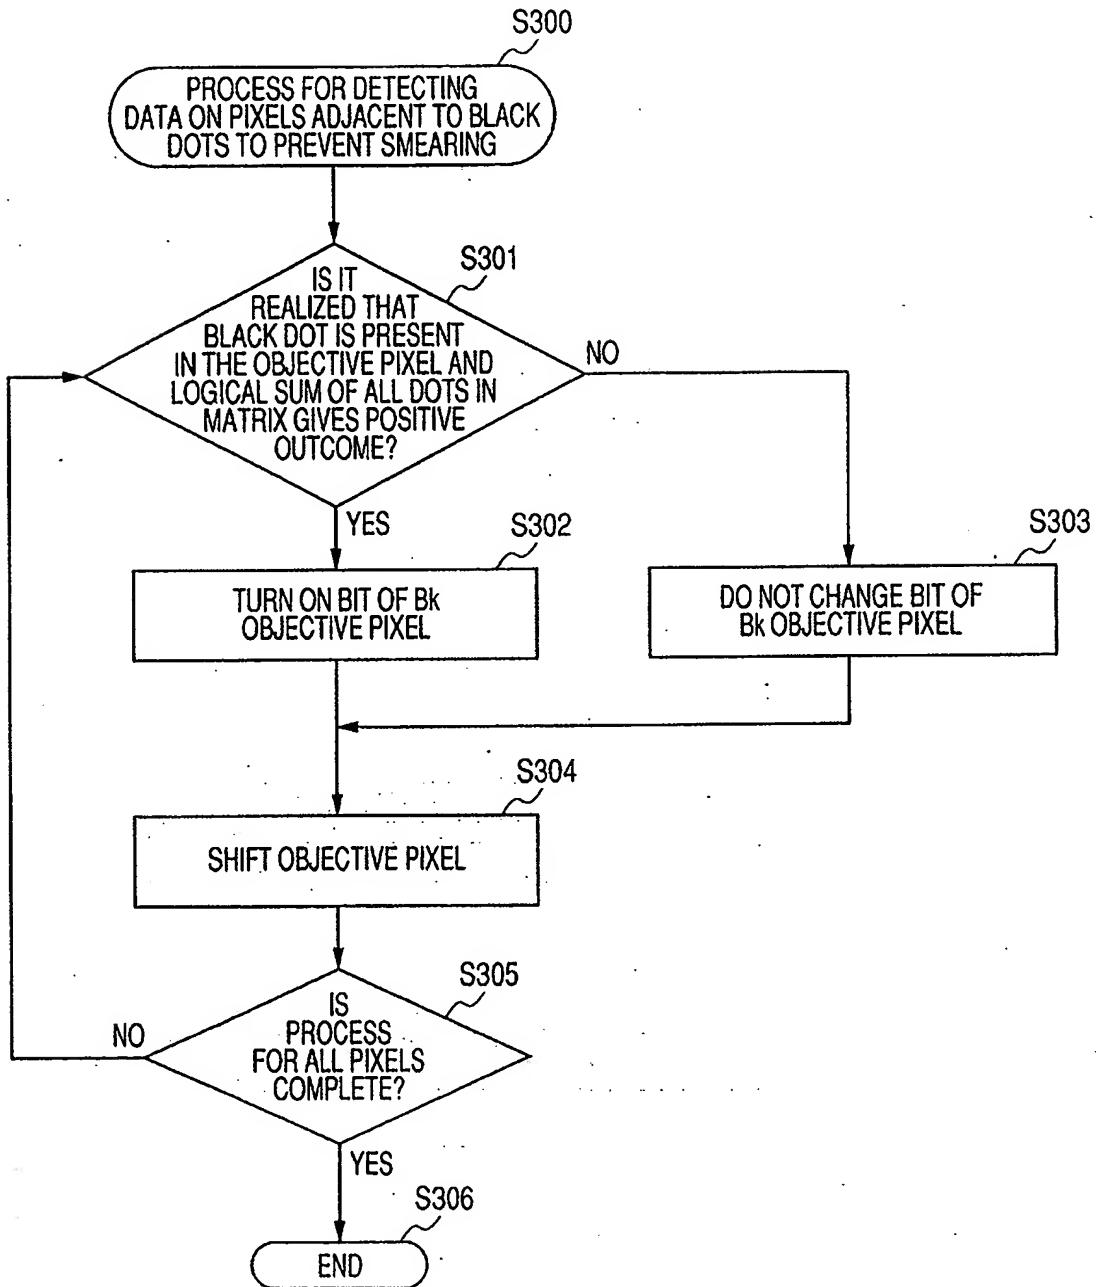 S300
PROCESS FOR DETECTING
DATA ON PIXELS ADJACENT TO BLACK
DOTS TO PREVENT SMEARING
S301
IS IT
REALIZED THAT
BLACK DOT IS PRESENT
IN THE OBJECTIVE PIXEL AND
LOGICAL SUM OF ALL DOTS IN
MATRIX GIVES POSITIVE
OUTCOME?
NO
YES
S302
TURN ON BIT OF Bk
OBJECTIVE PIXEL
S303
DO NOT CHANGE BIT OF
Bk OBJECTIVE PIXEL
S304
SHIFT OBJECTIVE PIXEL
S305
IS
PROCESS
FOR ALL PIXELS
COMPLETE?
NO
YES
S306
END